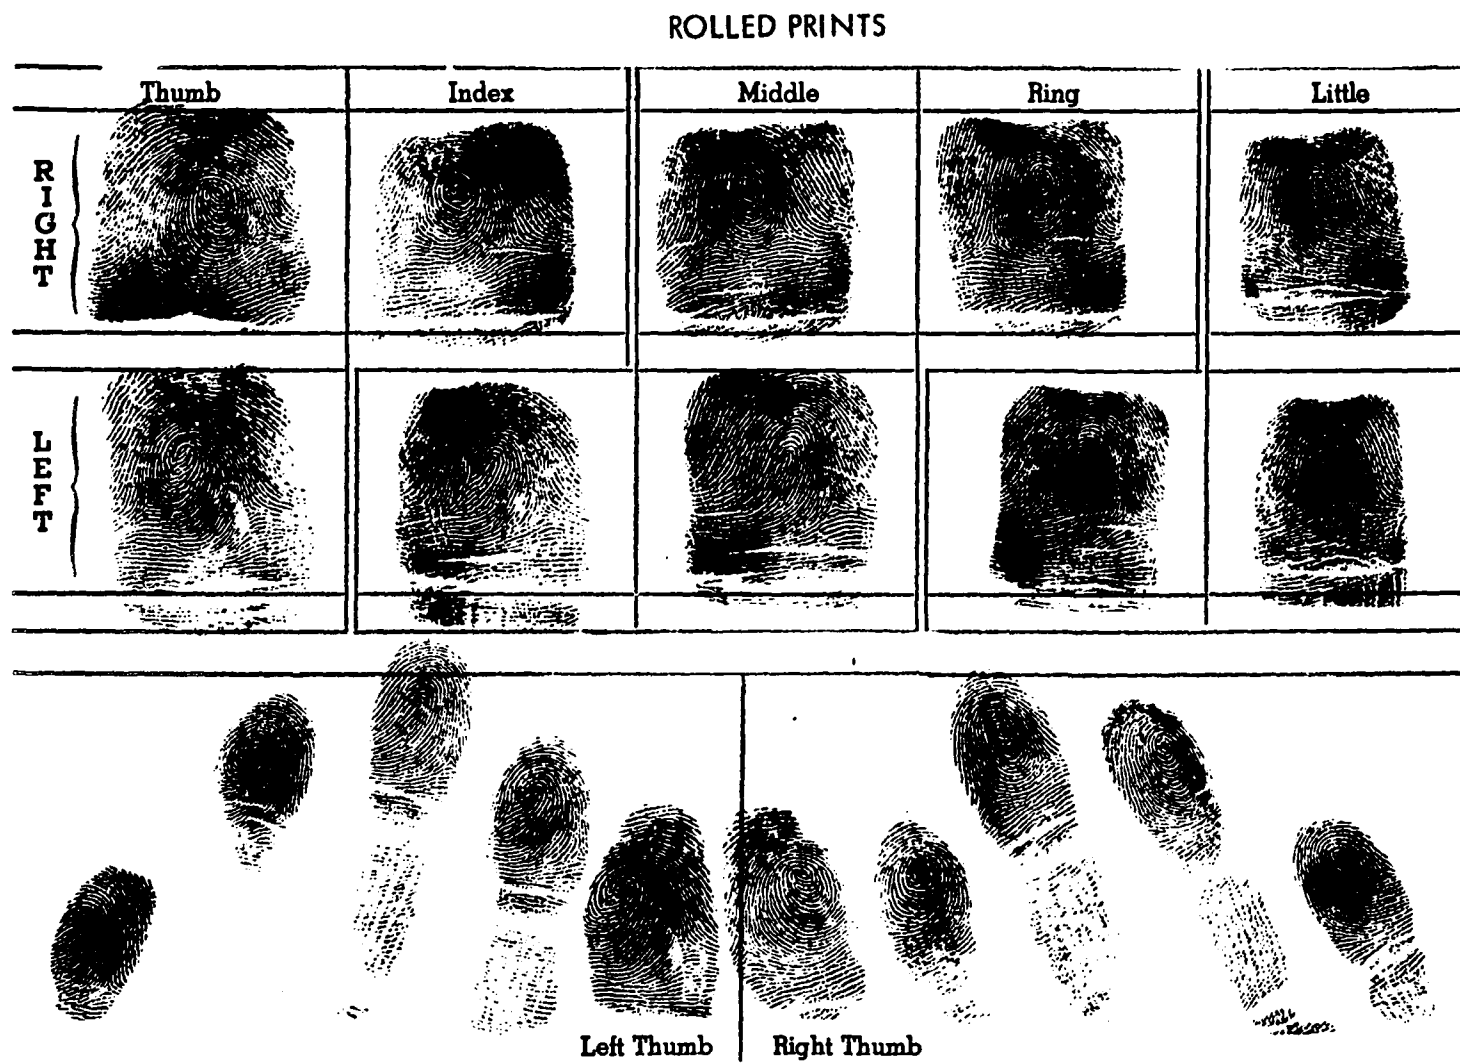 ROLLED PRINTS
Thumb Index Middle Ring Little
RIGHT
LEFT
Left Thumb Right Thumb